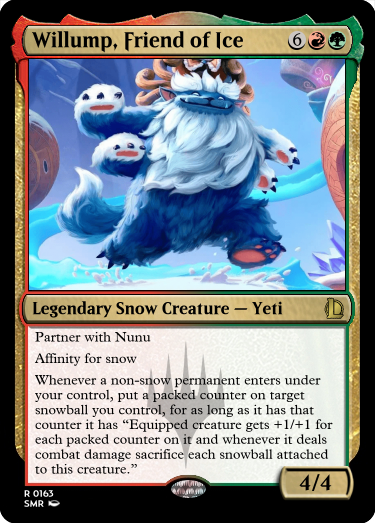 Willump, Friend of Ice 6
Legendary Snow Creature — Yeti
Partner with Nunu
Affinity for snow
Whenever a non-snow permanent enters under
your control, put a packed counter on target
snowball you control, for as long as it has that
counter it has “Equipped creature gets +1/+1 for
each packed counter on it and whenever it deals
combat damage sacrifice each snowball attached
to this creature.”
4/4
R 0163
SMR